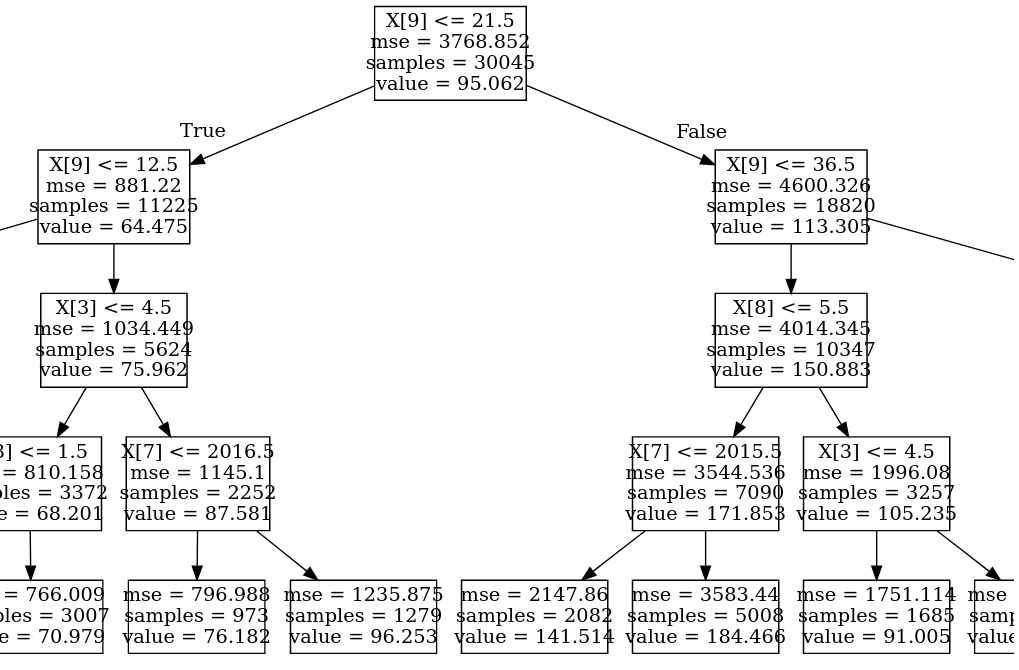 X[9] <= 21.5
mse = 3768.852
samples = 30045
value = 95.062
True
False
X[9] <= 12.5
mse = 881.22
samples = 11225
value = 64.475
X[9] <= 36.5
mse = 4600.326
samples = 18820
value = 113.305
X[3] <= 4.5
mse = 1034.449
samples = 5624
value = 75.962
X[8] <= 5.5
mse = 4014.345
samples = 10347
value = 150.883
3] <= 1.5
= 810.158
ples = 3372
e = 68.201
X[7] <= 2016.5
mse = 1145.1
samples = 2252
value = 87.581
X[7] <= 2015.5
mse = 3544.536
samples = 7090
value = 171.853
X[3] <= 4.5
mse = 1996.08
samples = 3257
value = 105.235
= 766.009
ples = 3007
e = 70.979
mse = 796.988
samples = 973
value = 76.182
mse = 1235.875
samples = 1279
value = 96.253
mse = 2147.86
samples = 2082
value = 141.514
mse = 3583.44
samples = 5008
value = 184.466
mse = 1751.114
samples = 1685
value = 91.005
mse
samp
value